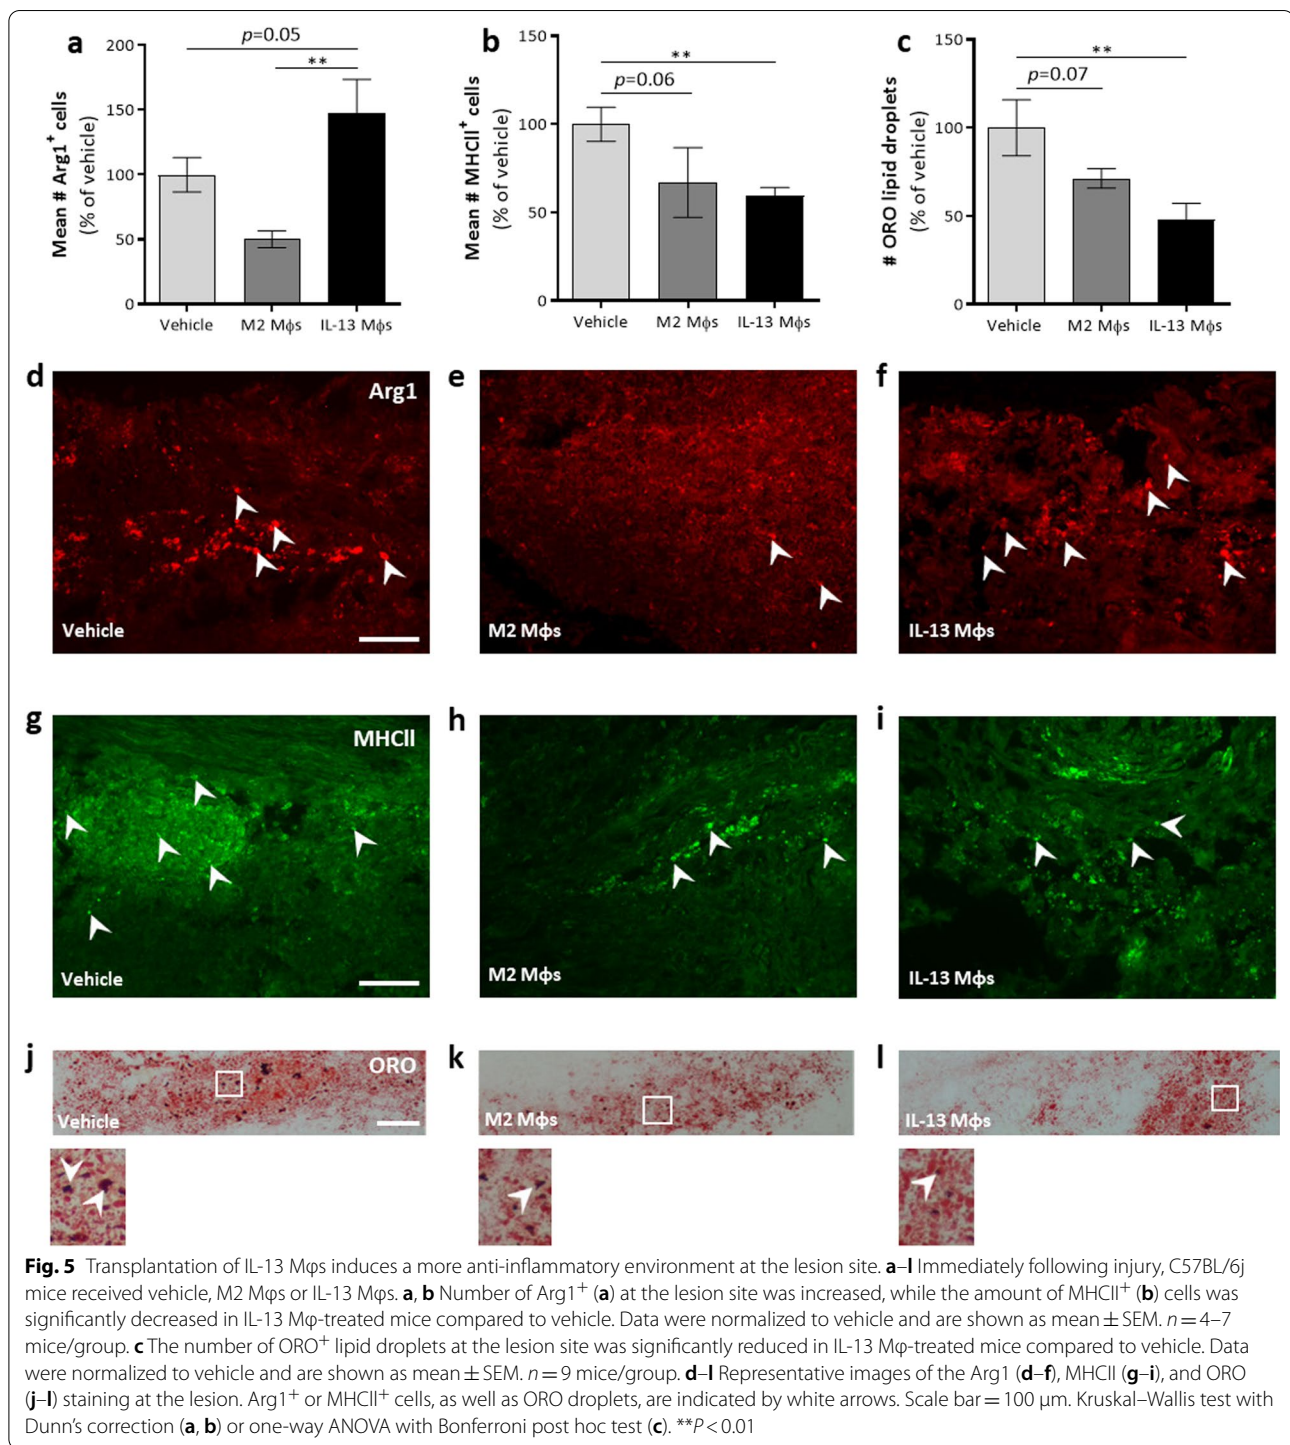 a
b
c
200
150
100
50
0
Mean # Arg1⁺ cells
(% of vehicle)
p=0.05
**
Vehicle
M2 Mϕs
IL-13 Mϕs
150
100
50
0
Mean # MHCII⁺ cells
(% of vehicle)
**
p=0.06
Vehicle
M2 Mϕs
IL-13 Mϕs
150
100
50
0
# ORO lipid droplets
(% of vehicle)
**
p=0.07
Vehicle
M2 Mϕs
IL-13 Mϕs
d
Arg1
Vehicle
e
M2 Mϕs
f
IL-13 Mϕs
g
MHCII
Vehicle
h
M2 Mϕs
i
IL-13 Mϕs
j
ORO
Vehicle
k
M2 Mϕs
l
IL-13 Mϕs
Fig. 5 Transplantation of IL-13 Mφs induces a more anti-inflammatory environment at the lesion site. a–l Immediately following injury, C57BL/6j
mice received vehicle, M2 Mφs or IL-13 Mφs. a, b Number of Arg1⁺ (a) at the lesion site was increased, while the amount of MHCII⁺ (b) cells was
significantly decreased in IL-13 Mφ-treated mice compared to vehicle. Data were normalized to vehicle and are shown as mean ± SEM. n = 4–7
mice/group. c The number of ORO⁺ lipid droplets at the lesion site was significantly reduced in IL-13 Mφ-treated mice compared to vehicle. Data
were normalized to vehicle and are shown as mean ± SEM. n = 9 mice/group. d–l Representative images of the Arg1 (d–f), MHCII (g–i), and ORO
(j–l) staining at the lesion. Arg1⁺ or MHCII⁺ cells, as well as ORO droplets, are indicated by white arrows. Scale bar = 100 µm. Kruskal–Wallis test with
Dunn's correction (a, b) or one-way ANOVA with Bonferroni post hoc test (c). **P < 0.01